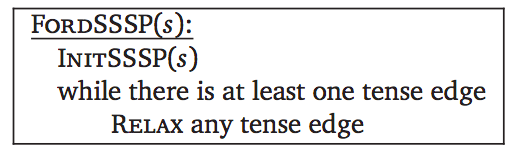 FORDSSSP(s):
INITSSSP(s)
while there is at least one tense edge
RELAX any tense edge